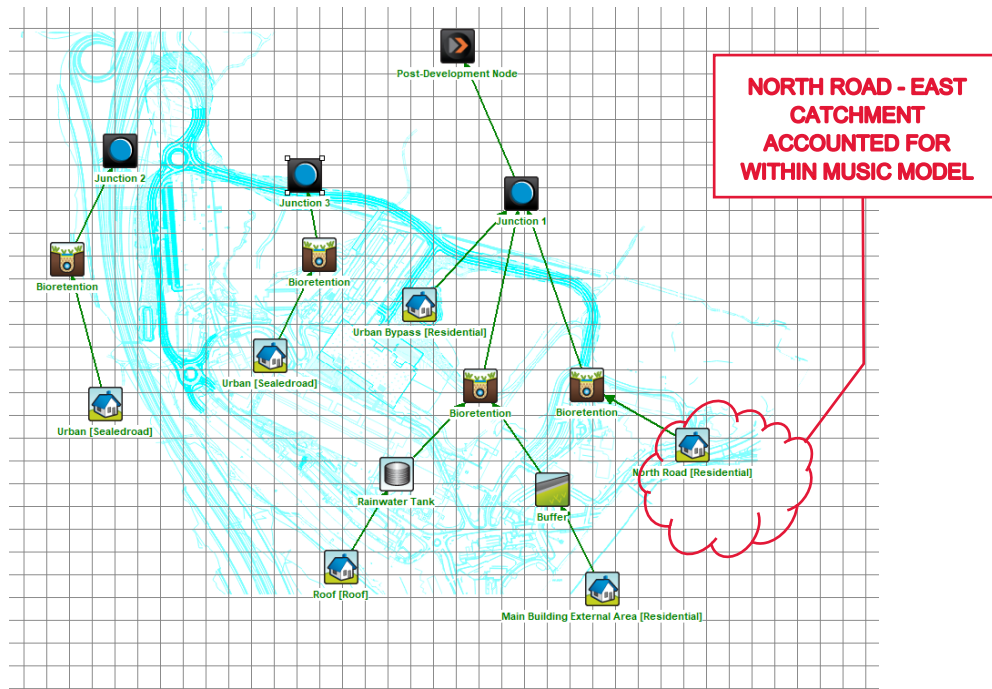 Post-Development Node
NORTH ROAD - EAST
CATCHMENT
ACCOUNTED FOR
WITHIN MUSIC MODEL
Junction 2
Junction 3
Junction 1
Bioretention
Bioretention
Urban Bypass [Residential]
Urban [Sealedroad]
Bioretention
Bioretention
Urban [Sealedroad]
North Road [Residential]
Rainwater Tank
Buffer
Roof [Roof]
Main Building External Area [Residential]